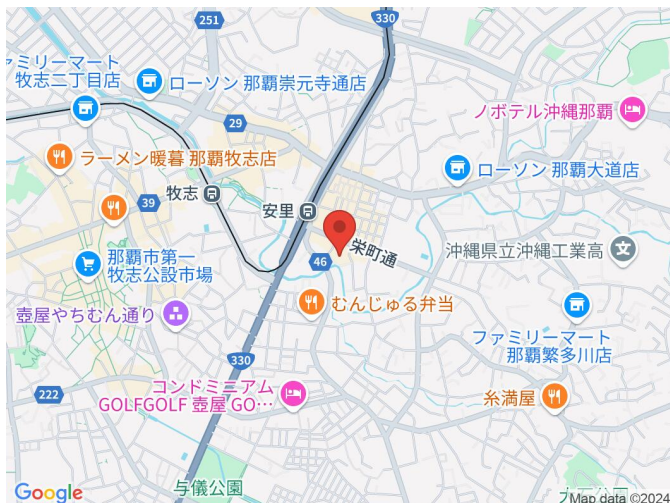 251
330
ァミリーマート
牧志二丁目店
ローソン 那覇崇元寺通店
ノボテル沖縄那覇
29
ラーメン暖暮 那覇牧志店
ローソン 那覇大道店
牧志
39
安里
栄町通
沖縄県立沖縄工業高
那覇市第一
牧志公設市場
46
壺屋やちむん通り
むんじゅる弁当
ファミリーマート
那覇繁多川店
330
コンドミニアム
GOLFGOLF 壺屋 GO…
222
糸満屋
与儀公園
Google
Map data ©2024